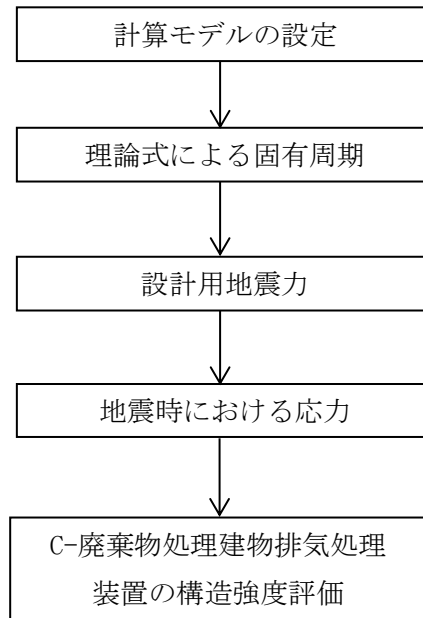 計算モデルの設定
理論式による固有周期
設計用地震力
地震時における応力
C-廃棄物処理建物排気処理
装置の構造強度評価